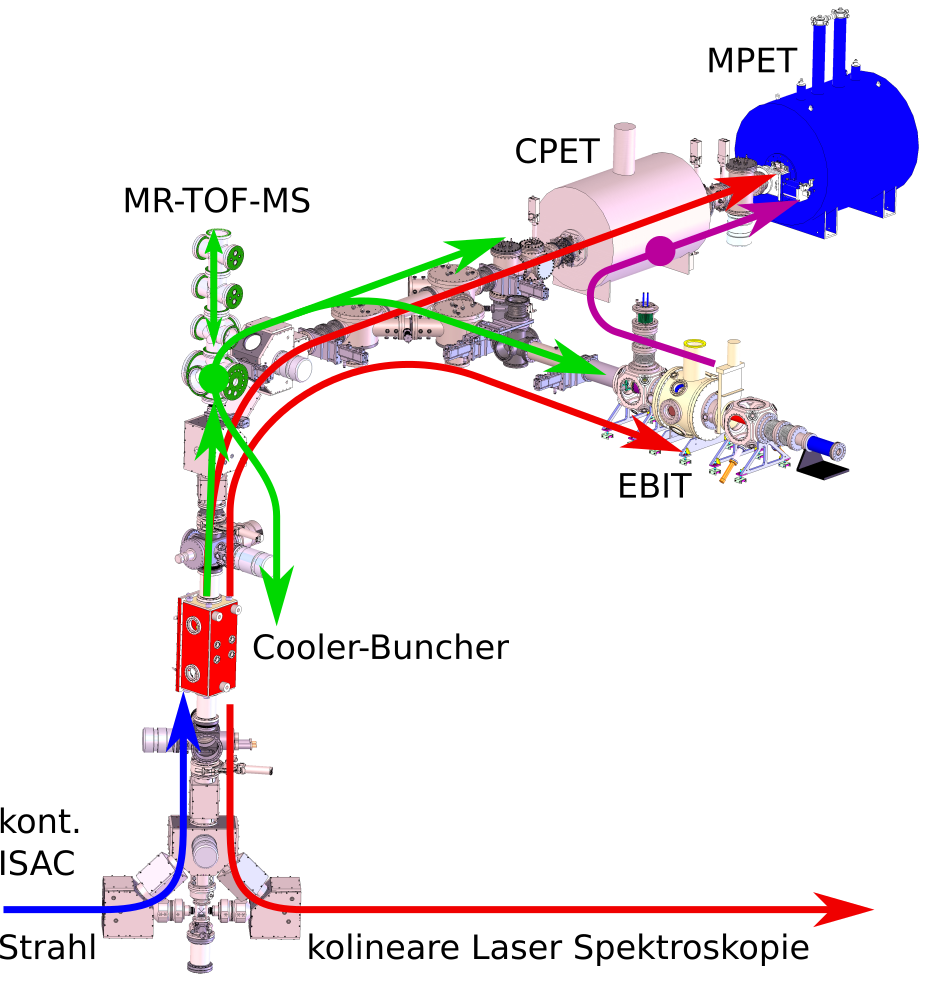 MPET
CPET
MR-TOF-MS
EBIT
Cooler-Buncher
kont.
ISAC
Strahl
kolineare Laser Spektroskopie